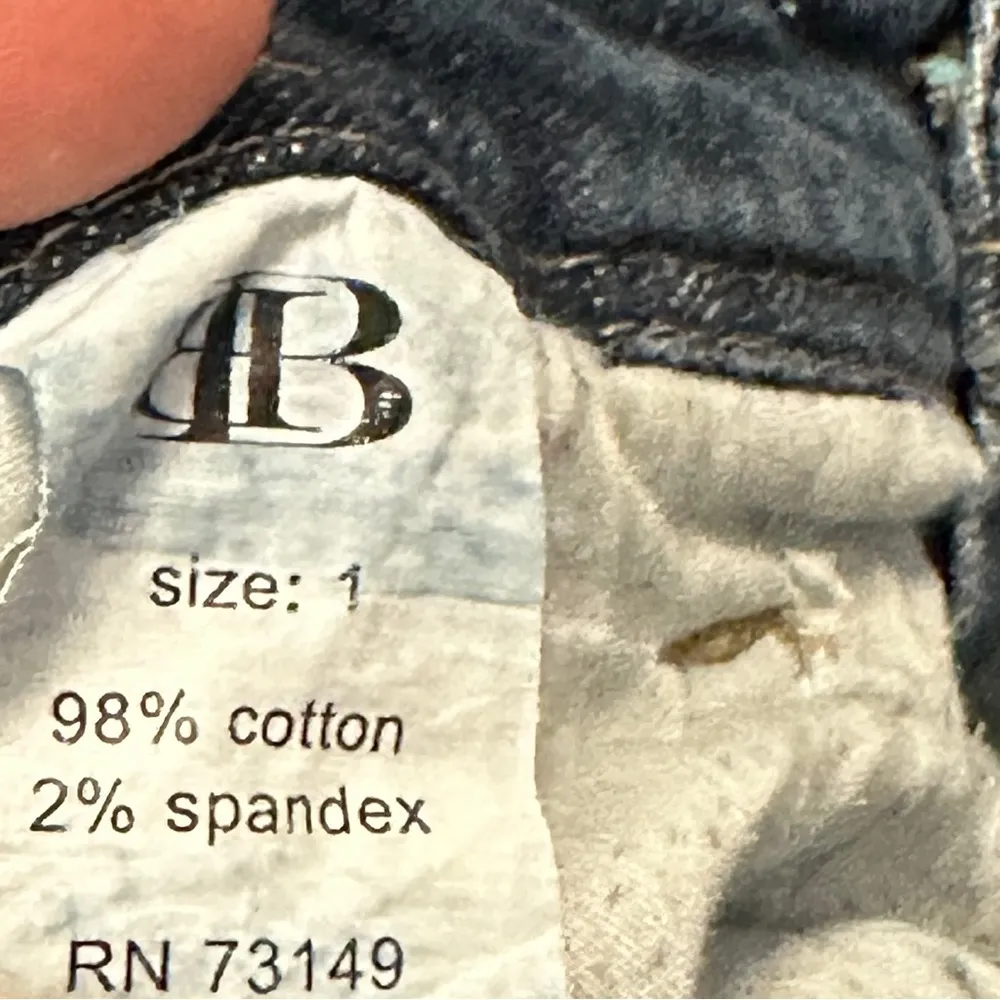 B
size: 1
98% cotton
2% spandex
RN 73149